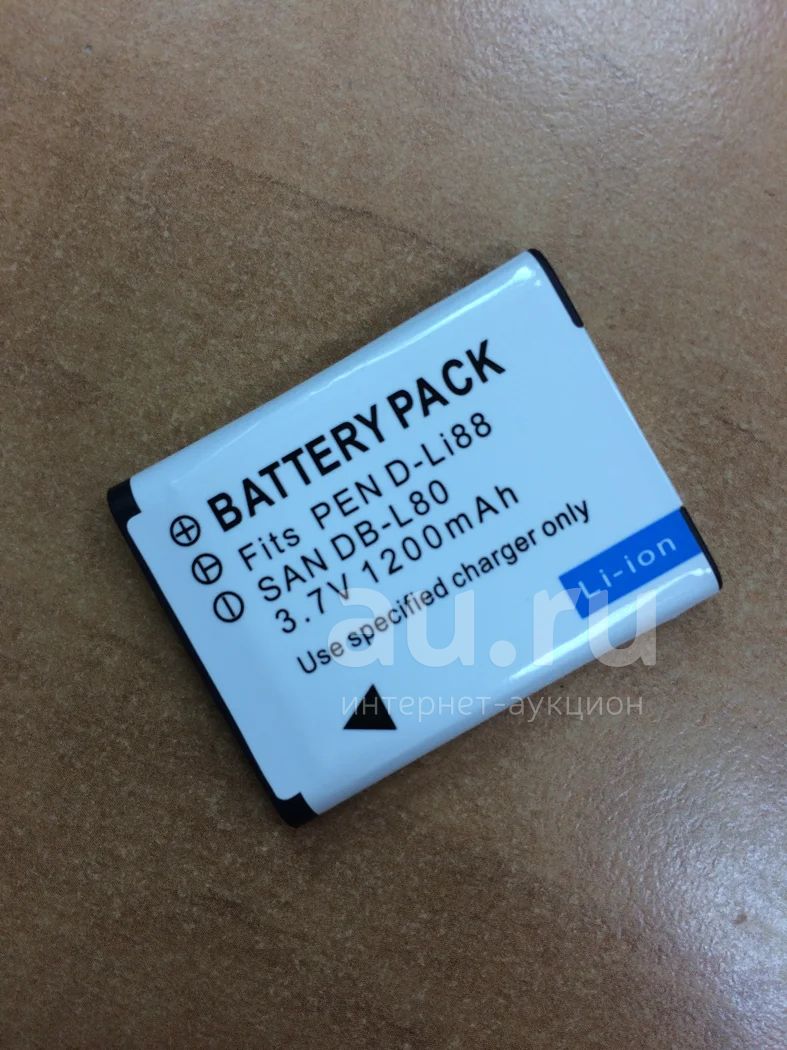 BATTERY PACK
Fits PEN D-Li88
SAN DB-L80
3.7V 1200mAh
Use specified charger only
Li-ion
au.ru
интернет-аукцион